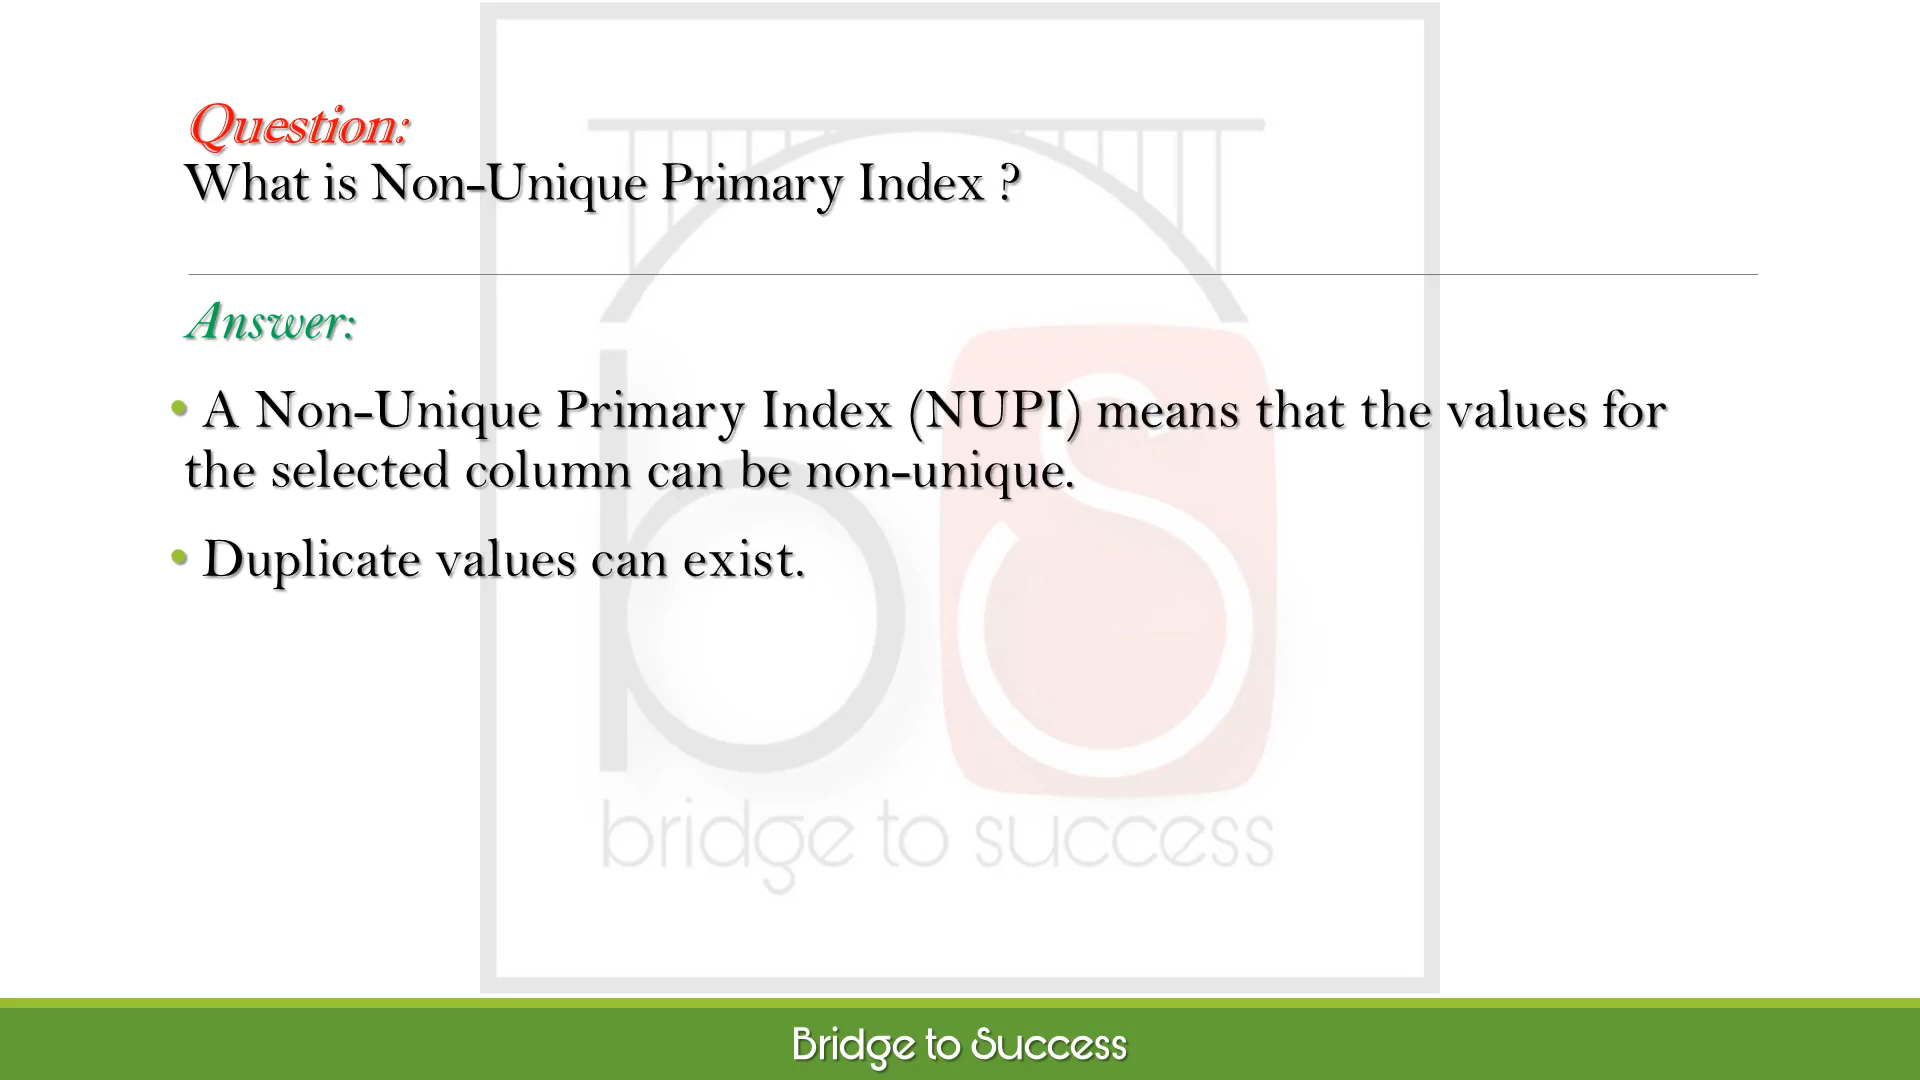 Question:
What is Non-Unique Primary Index ?
Answer:
• A Non-Unique Primary Index (NUPI) means that the values for
the selected column can be non-unique.
• Duplicate values can exist.
bs
bridge to success
Bridge to Success